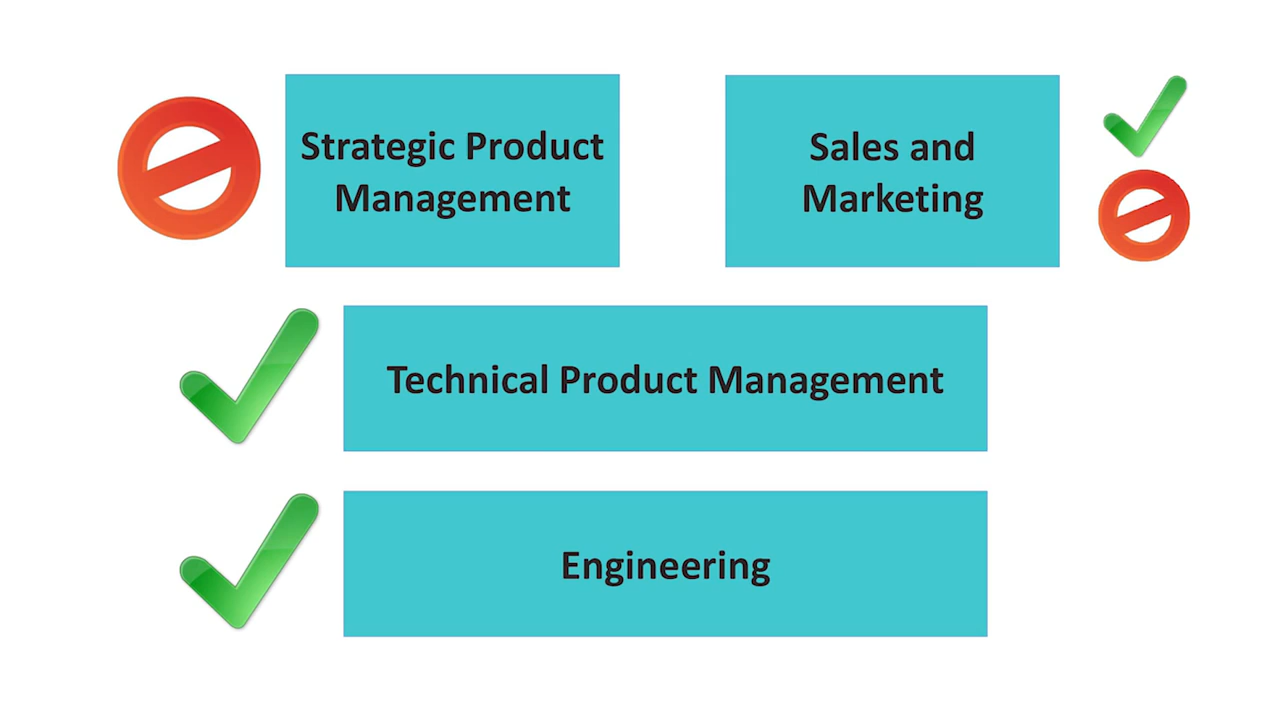 Strategic Product
Management
Sales and
Marketing
Technical Product Management
Engineering